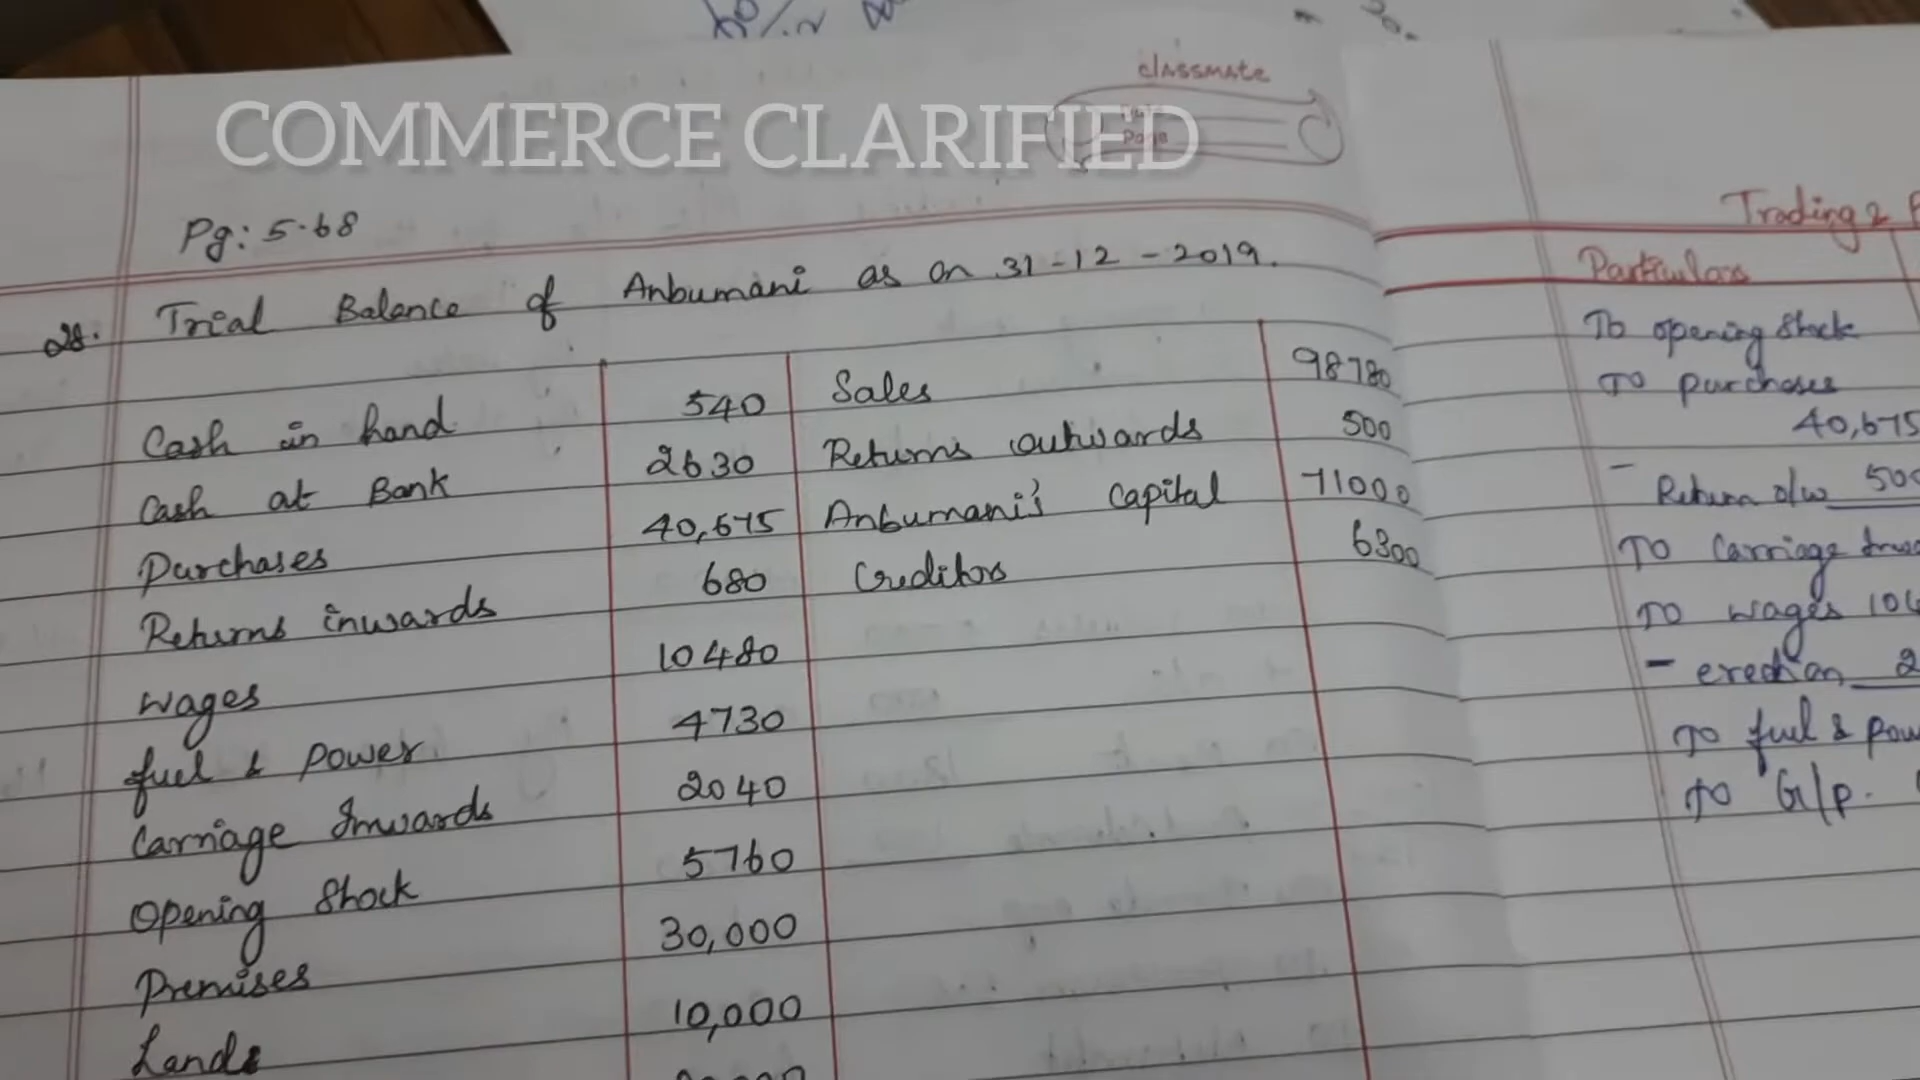 classmate
Page
COMMERCE CLARIFIED
Pg: 5.68
28. Trial Balance of Anbumani as on 31-12-2019.
Cash in hand 540 Sales 98780
Cash at Bank 2630 Returns outwards 500
Purchases 40,675 Anbumani's Capital 71000
Returns inwards 680 Creditors 6300
Wages 10480
fuel & power 4730
Carriage Inwards 2040
Opening Stock 5760
Premises 30,000
Lands 10,000
Trading &
Particulars
To opening Stock
To purchases
40,675
- Return o/w 500
To Carriage
To wages
- erection
To fuel &
To G/p.